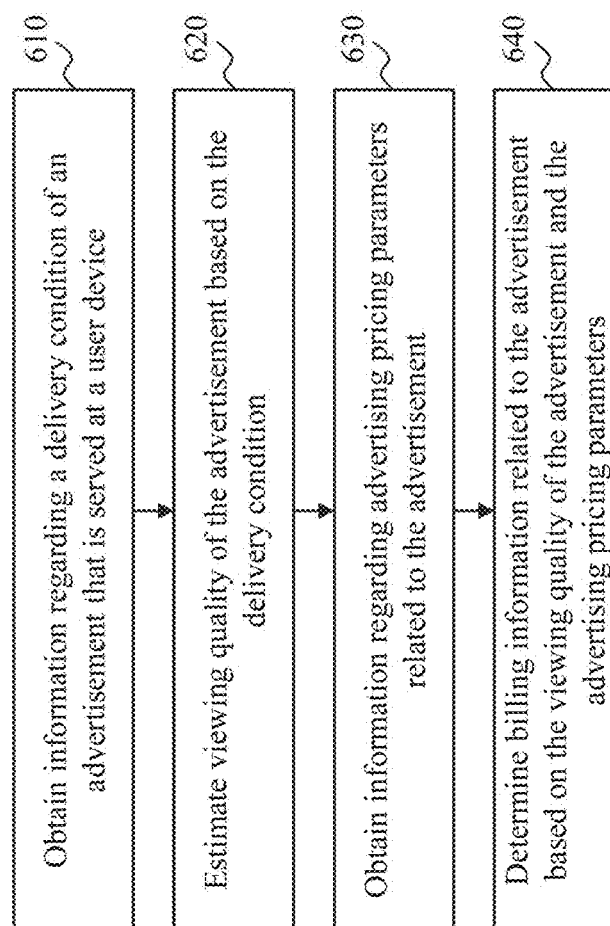 Obtain information regarding a delivery condition of an
advertisement that is served at a user device
610
Estimate viewing quality of the advertisement based on the
delivery condition
620
Obtain information regarding advertising pricing parameters
related to the advertisement
630
Determine billing information related to the advertisement
based on the viewing quality of the advertisement and the
advertising pricing parameters
640